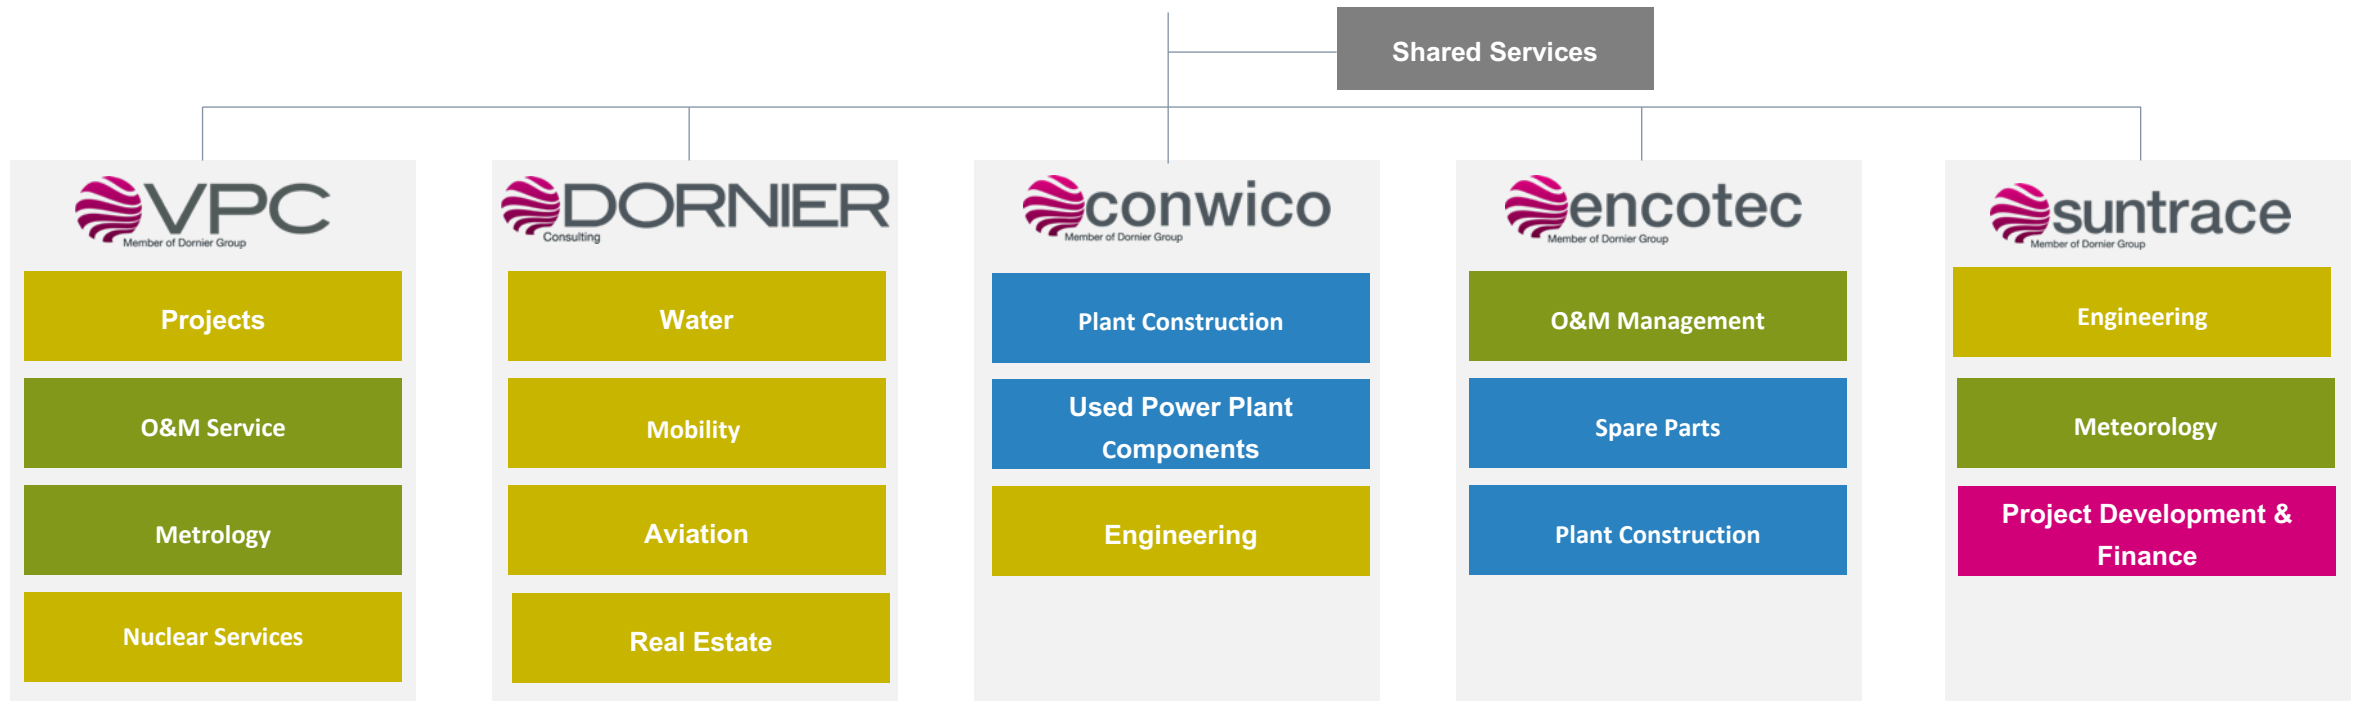 Shared Services
VPC
Member of Dornier Group
Projects
O&M Service
Metrology
Nuclear Services
DORNIER
Consulting
Water
Mobility
Aviation
Real Estate
conwico
Member of Dornier Group
Plant Construction
Used Power Plant
Components
Engineering
encotec
Member of Dornier Group
O&M Management
Spare Parts
Plant Construction
suntrace
Member of Dornier Group
Engineering
Meteorology
Project Development &
Finance